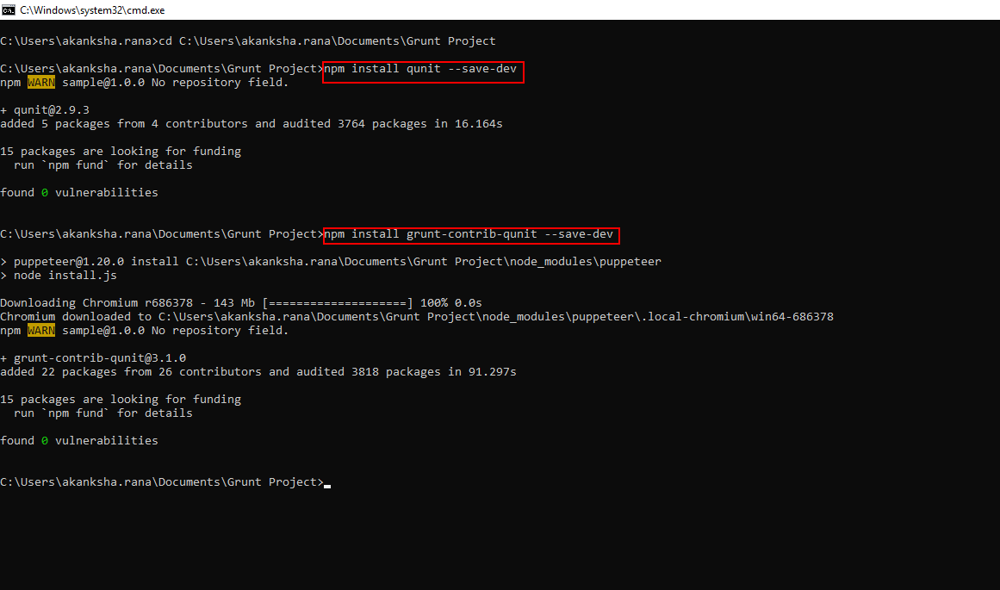 C:\Windows\system32\cmd.exe
C:\Users\akanksha.rana>cd C:\Users\akanksha.rana\Documents\Grunt Project
C:\Users\akanksha.rana\Documents\Grunt Project>npm install qunit --save-dev
npm WARN sample@1.0.0 No repository field.
+ qunit@2.9.3
added 5 packages from 4 contributors and audited 3764 packages in 16.164s
15 packages are looking for funding
  run `npm fund` for details
found 0 vulnerabilities
C:\Users\akanksha.rana\Documents\Grunt Project>npm install grunt-contrib-qunit --save-dev
> puppeteer@1.20.0 install C:\Users\akanksha.rana\Documents\Grunt Project\node_modules\puppeteer
> node install.js
Downloading Chromium r686378 - 143 Mb [====================] 100% 0.0s
Chromium downloaded to C:\Users\akanksha.rana\Documents\Grunt Project\node_modules\puppeteer\.local-chromium\win64-686378
npm WARN sample@1.0.0 No repository field.
+ grunt-contrib-qunit@3.1.0
added 22 packages from 26 contributors and audited 3818 packages in 91.297s
15 packages are looking for funding
  run `npm fund` for details
found 0 vulnerabilities
C:\Users\akanksha.rana\Documents\Grunt Project>